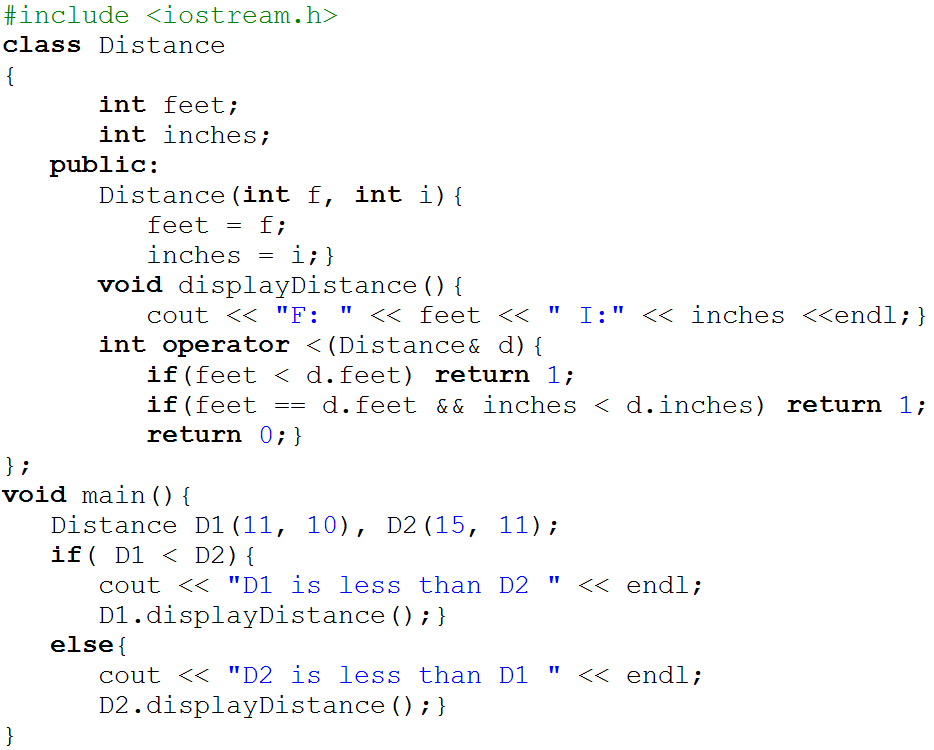 #include <iostream.h>
class Distance
{
      int feet;
      int inches;
   public:
      Distance(int f, int i){
         feet = f;
         inches = i;}
      void displayDistance(){
         cout << "F: " << feet << " I:" << inches <<endl;}
      int operator <(Distance& d){
         if(feet < d.feet) return 1;
         if(feet == d.feet && inches < d.inches) return 1;
         return 0;}
};
void main(){
   Distance D1(11, 10), D2(15, 11);
   if( D1 < D2){
      cout << "D1 is less than D2 " << endl;
      D1.displayDistance();}
   else{
      cout << "D2 is less than D1 " << endl;
      D2.displayDistance();}
}